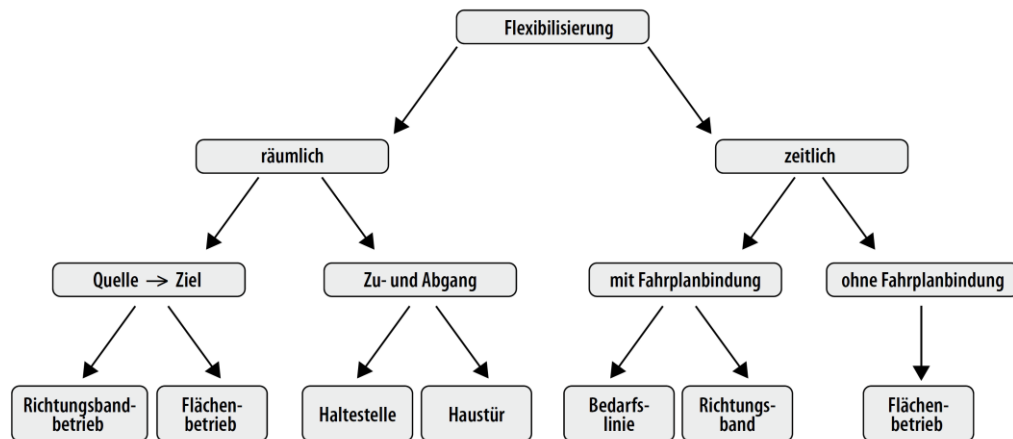 Flexibilisierung
räumlich
zeitlich
Quelle → Ziel
Zu- und Abgang
mit Fahrplanbindung
ohne Fahrplanbindung
Richtungsband-
betrieb
Flächen-
betrieb
Haltestelle
Haustür
Bedarfs-
linie
Richtungs-
band
Flächen-
betrieb